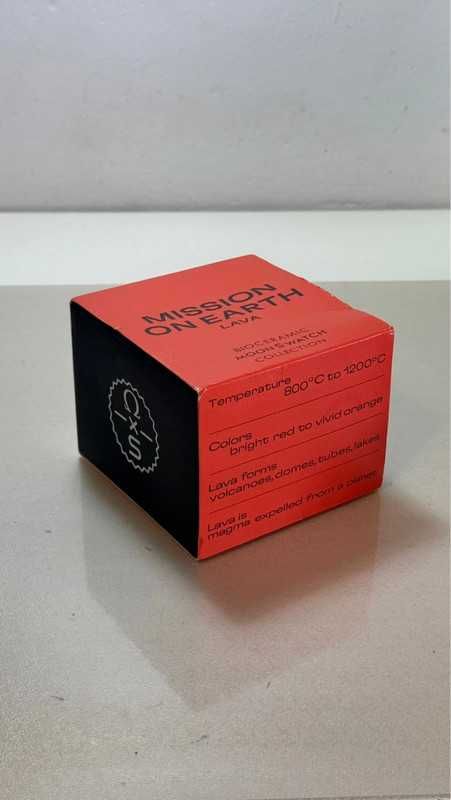 MISSION
ON EARTH
LAVA
BIOCERAMIC
MOONSWATCH
COLLECTION
Temperature
800°C to 1200°C
Colors
bright red to vivid orange
Lava forms
volcanoes, domes, tubes, lakes
Lava is
magma expelled from a planet
Ω×S